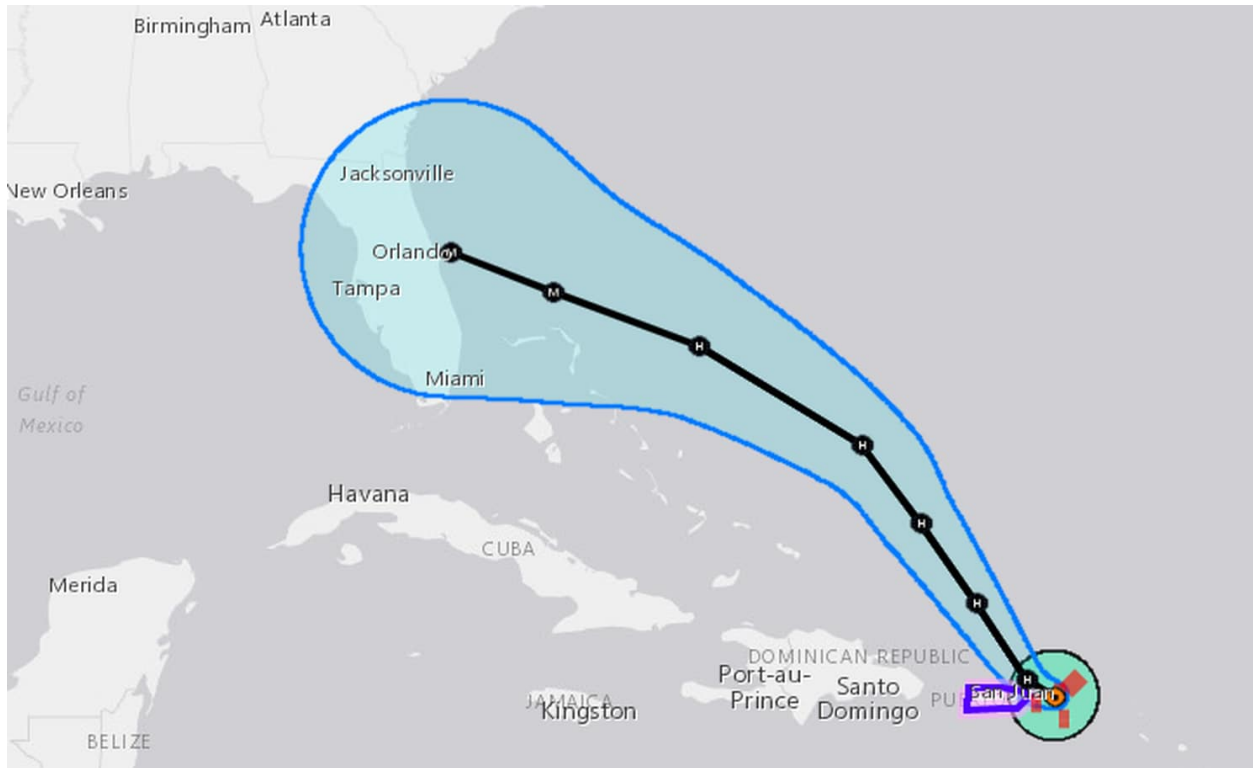 Birmingham
Atlanta
New Orleans
Jacksonville
Orlando
M
M
Tampa
H
Miami
Gulf of
Mexico
H
Havana
H
CUBA
Merida
H
DOMINICAN REPUBLIC
Port-au-
Prince
Santo
Domingo
H
San Juan
PU
JAMAICA
Kingston
BELIZE